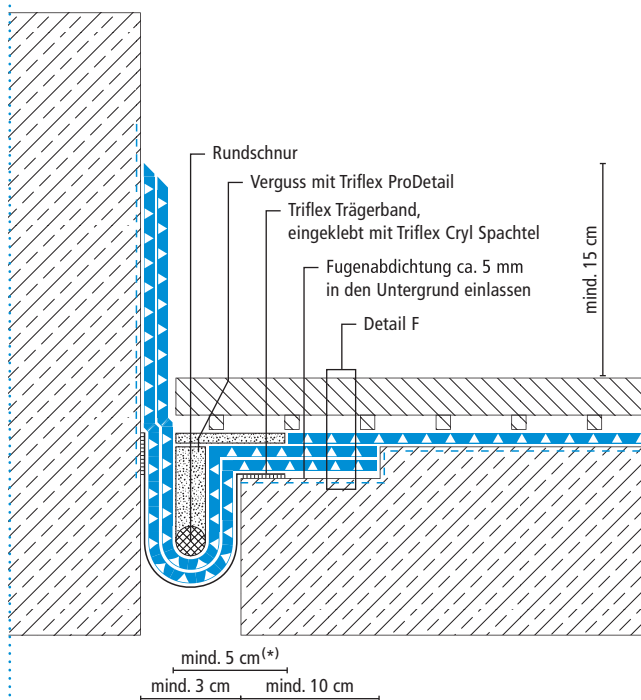 Rundschnur
Verguss mit Triflex ProDetail
Triflex Trägerband,
eingeklebt mit Triflex Cryl Spachtel
Fugenabdichtung ca. 5 mm
in den Untergrund einlassen
Detail F
mind. 15 cm
mind. 5 cm(*)
mind. 3 cm
mind. 10 cm